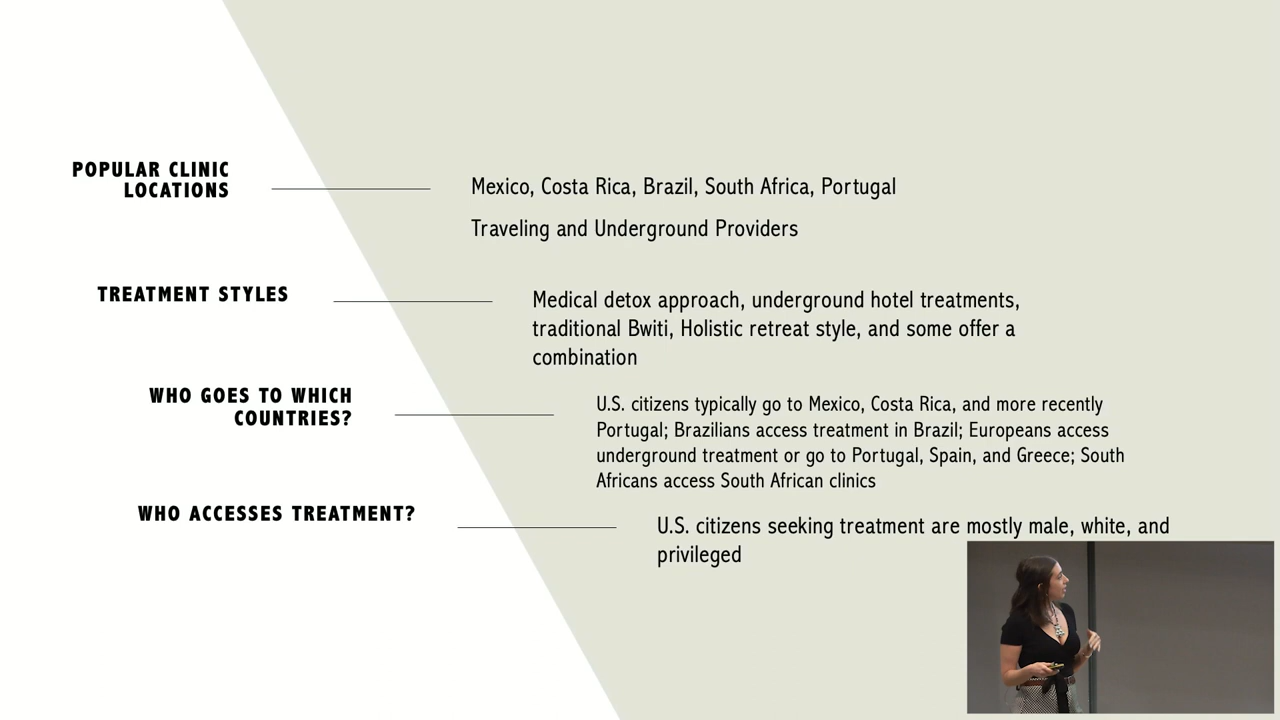 POPULAR CLINIC
LOCATIONS
Mexico, Costa Rica, Brazil, South Africa, Portugal
Traveling and Underground Providers
TREATMENT STYLES
Medical detox approach, underground hotel treatments,
traditional Bwiti, Holistic retreat style, and some offer a
combination
WHO GOES TO WHICH
COUNTRIES?
U.S. citizens typically go to Mexico, Costa Rica, and more recently
Portugal; Brazilians access treatment in Brazil; Europeans access
underground treatment or go to Portugal, Spain, and Greece; South
Africans access South African clinics
WHO ACCESSES TREATMENT?
U.S. citizens seeking treatment are mostly male, white, and
privileged